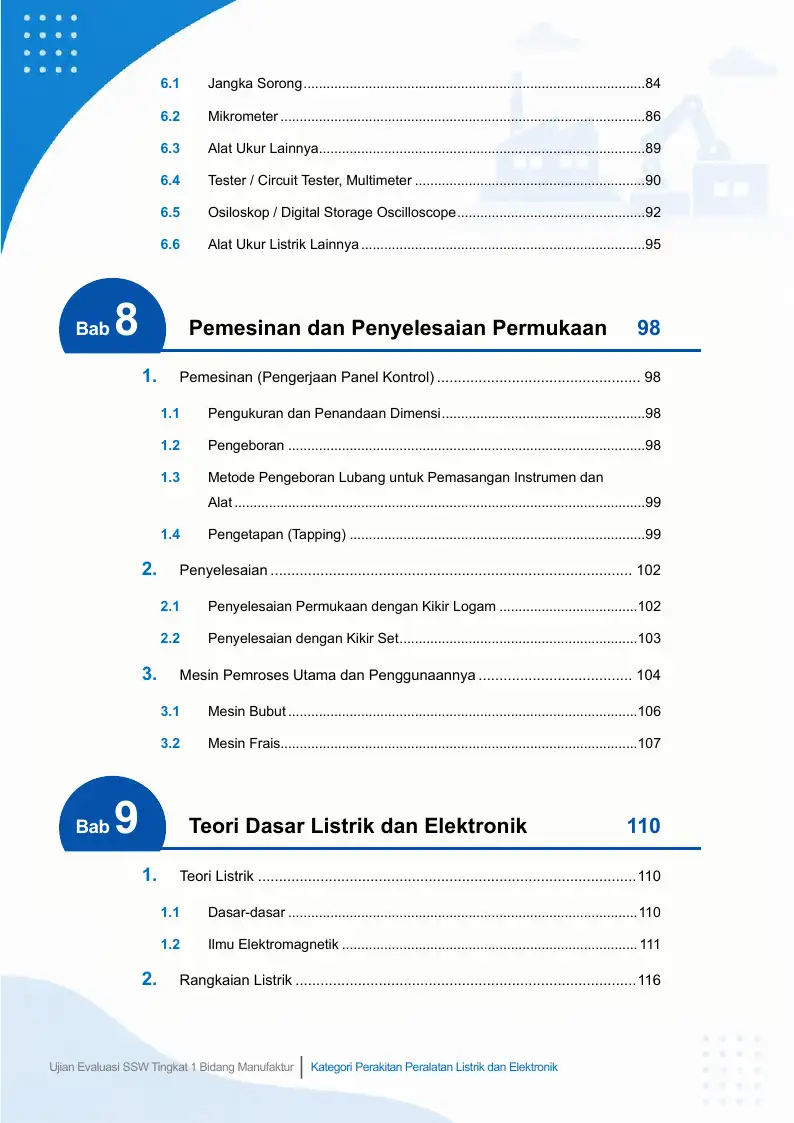 6.1 Jangka Sorong........................................................................................84
6.2 Mikrometer ..............................................................................................86
6.3 Alat Ukur Lainnya....................................................................................89
6.4 Tester / Circuit Tester, Multimeter ...........................................................90
6.5 Osiloskop / Digital Storage Oscilloscope................................................92
6.6 Alat Ukur Listrik Lainnya .........................................................................95
Bab 8 Pemesinan dan Penyelesaian Permukaan 98
1. Pemesinan (Pengerjaan Panel Kontrol) ................................................. 98
1.1 Pengukuran dan Penandaan Dimensi....................................................98
1.2 Pengeboran ............................................................................................98
1.3 Metode Pengeboran Lubang untuk Pemasangan Instrumen dan
Alat ..........................................................................................................99
1.4 Pengetapan (Tapping) ............................................................................99
2. Penyelesaian ....................................................................................... 102
2.1 Penyelesaian Permukaan dengan Kikir Logam ....................................102
2.2 Penyelesaian dengan Kikir Set..............................................................103
3. Mesin Pemroses Utama dan Penggunaannya ..................................... 104
3.1 Mesin Bubut ..........................................................................................106
3.2 Mesin Frais............................................................................................107
Bab 9 Teori Dasar Listrik dan Elektronik 110
1. Teori Listrik ...........................................................................................110
1.1 Dasar-dasar ..........................................................................................110
1.2 Ilmu Elektromagnetik ............................................................................ 111
2. Rangkaian Listrik ..................................................................................116
Ujian Evaluasi SSW Tingkat 1 Bidang Manufaktur | Kategori Perakitan Peralatan Listrik dan Elektronik